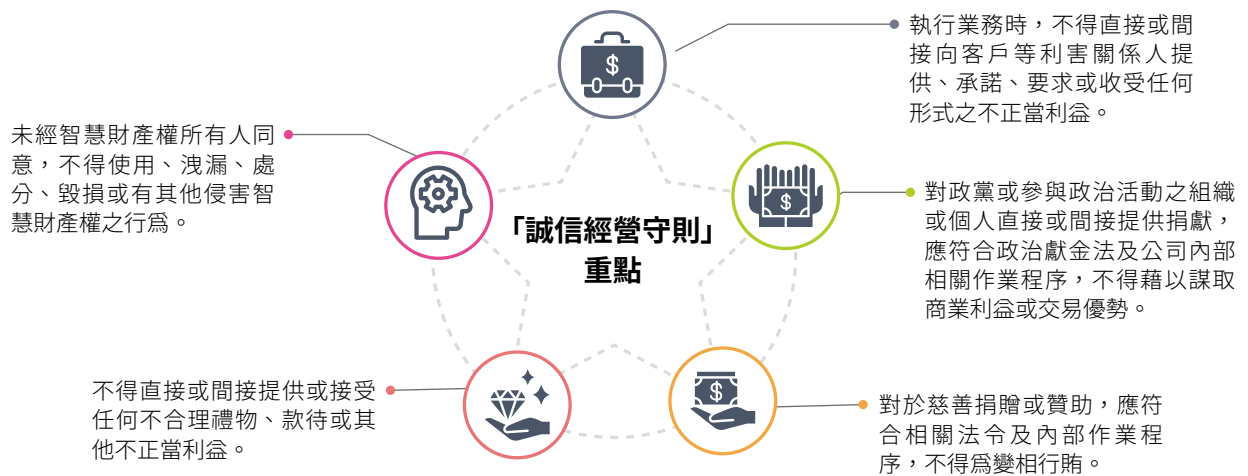 執行業務時，不得直接或間
接向客戶等利害關係人提
供、承諾、要求或收受任何
形式之不正當利益。
未經智慧財產權所有人同
意，不得使用、洩漏、處
分、毀損或有其他侵害智
慧財產權之行爲。
對政黨或參與政治活動之組織
或個人直接或間接提供捐獻，
應符合政治獻金法及公司內部
相關作業程序，不得藉以謀取
商業利益或交易優勢。
「誠信經營守則」
重點
不得直接或間接提供或接受
任何不合理禮物、款待或其
他不正當利益。
對於慈善捐贈或贊助，應符
合相關法令及內部作業程
序，不得爲變相行賄。